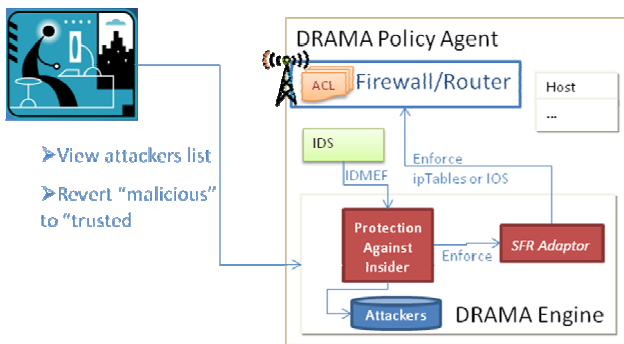 DRAMA Policy Agent
ACL
Firewall/Router
Host
...
➢View attackers list
➢Revert “malicious”
to “trusted
IDS
IDMEF
Enforce
ipTables or IOS
Protection
Against
Insider
Enforce
SFR Adaptor
Attackers
DRAMA Engine